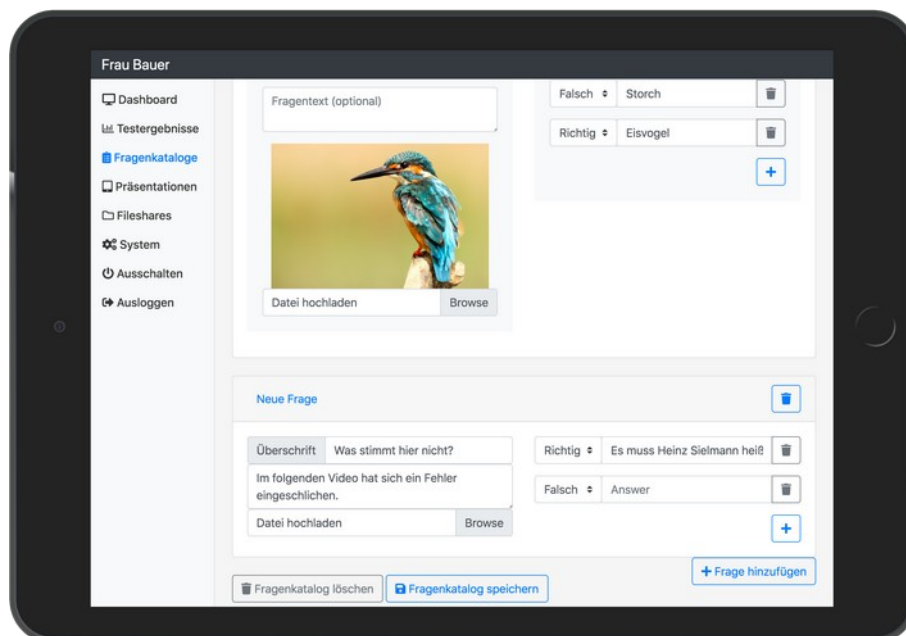 Frau Bauer
Dashboard
Testergebnisse
Fragenkataloge
Präsentationen
Fileshares
System
Ausschalten
Ausloggen
Fragentext (optional)
Datei hochladen Browse
Falsch Storch
Richtig Eisvogel
+
Neue Frage
Überschrift Was stimmt hier nicht?
Im folgenden Video hat sich ein Fehler
eingeschlichen.
Datei hochladen Browse
Richtig Es muss Heinz Sielmann heiß
Falsch Answer
+
+ Frage hinzufügen
Fragenkatalog löschen Fragenkatalog speichern